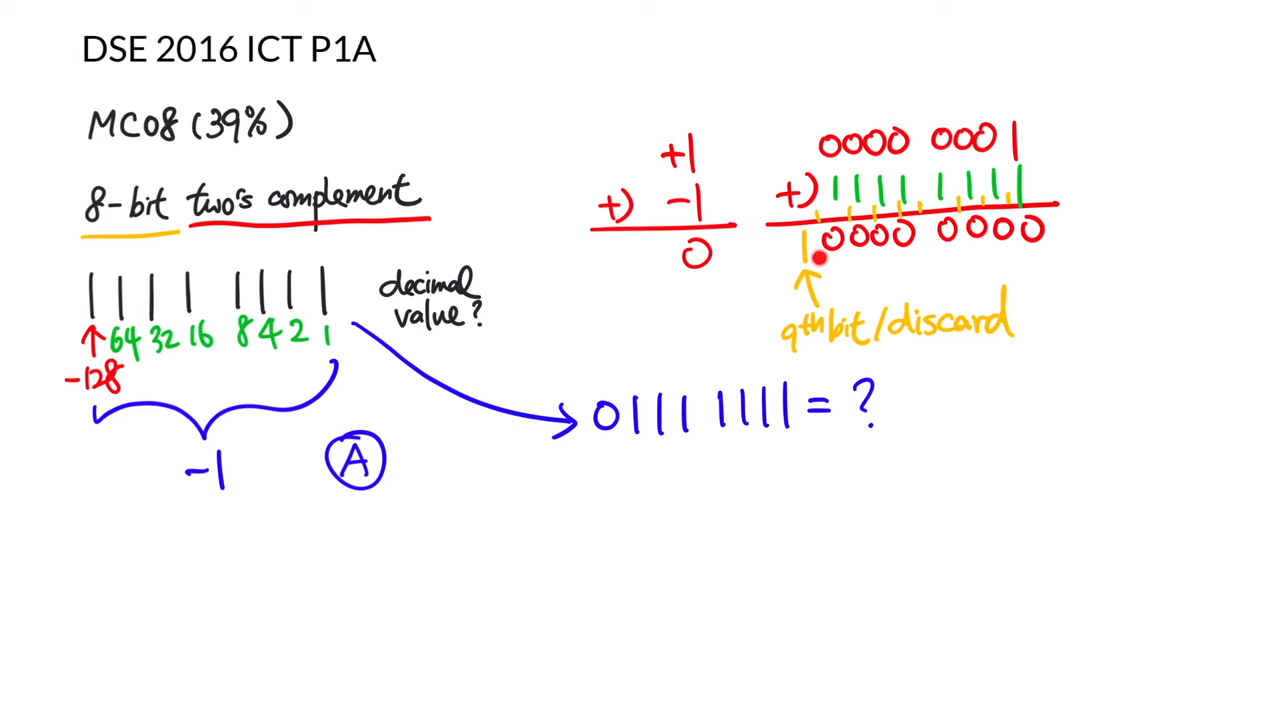 DSE 2016 ICT P1A
MC08 (39%)
8-bit two's complement
1111 1111
decimal value?
64 32 16 8 4 2 1
-128
-1
A
+1
+) -1
0
0000 0001
+) 1111 1111
1 0000 0000
9th bit/discard
0111 1111 = ?